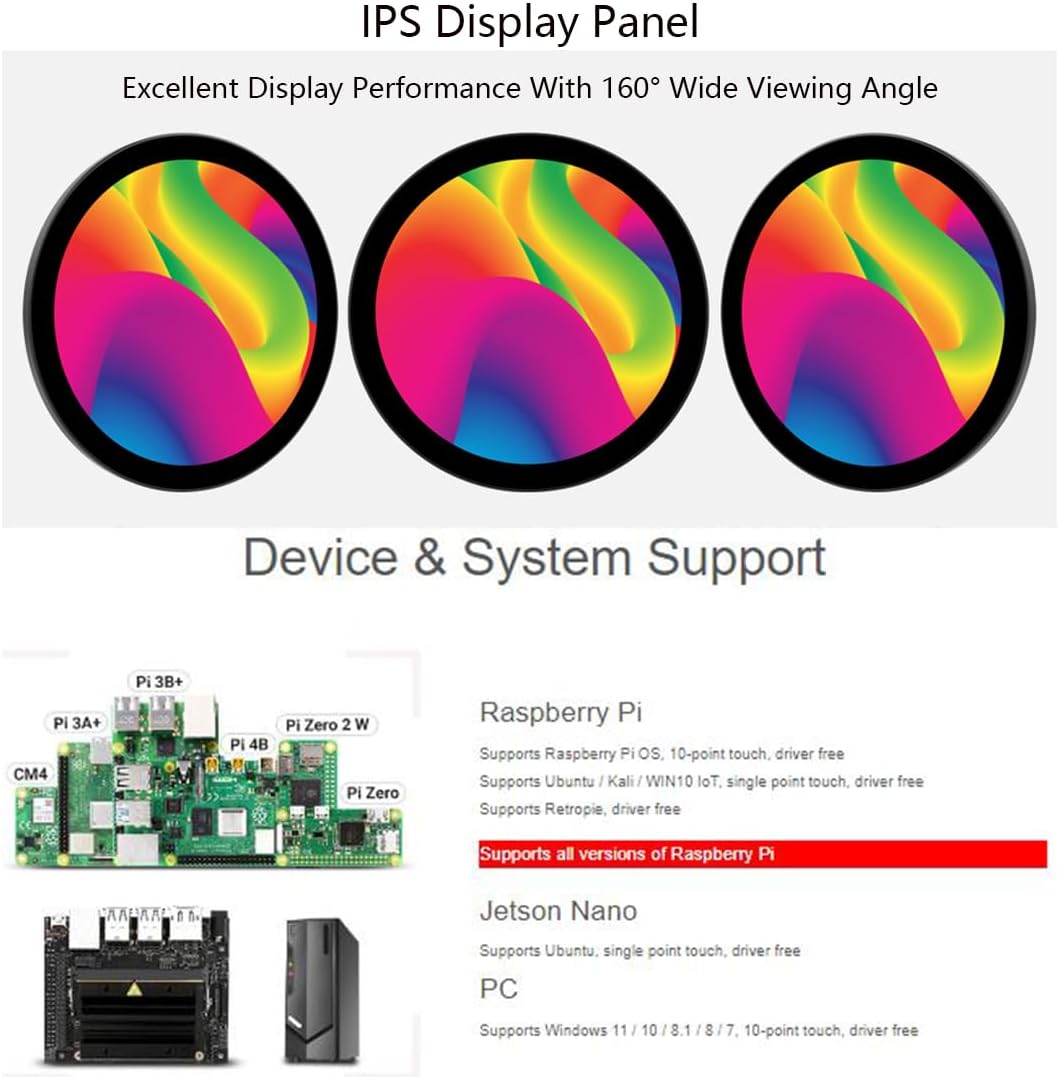 IPS Display Panel
Excellent Display Performance With 160° Wide Viewing Angle
Device & System Support
Pi 3B+
Pi 3A+
Pi Zero 2 W
Pi 4B
CM4
Pi Zero
Raspberry Pi
Supports Raspberry Pi OS, 10-point touch, driver free
Supports Ubuntu / Kali / WIN10 IoT, single point touch, driver free
Supports Retropie, driver free
Supports all versions of Raspberry Pi
Jetson Nano
Supports Ubuntu, single point touch, driver free
PC
Supports Windows 11 / 10 / 8.1 / 8 / 7, 10-point touch, driver free